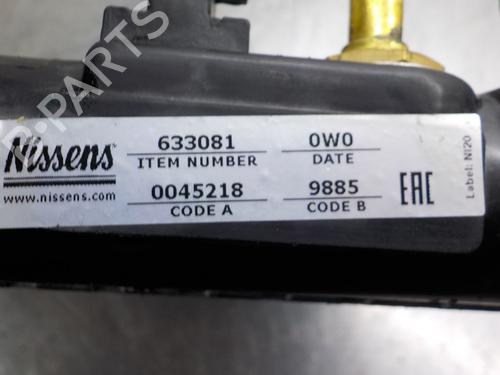 B-PARTS
Nissens
www.nissens.com
633081
ITEM NUMBER
0045218
CODE A
0W0
DATE
9885
CODE B
EAC
Label: NI20